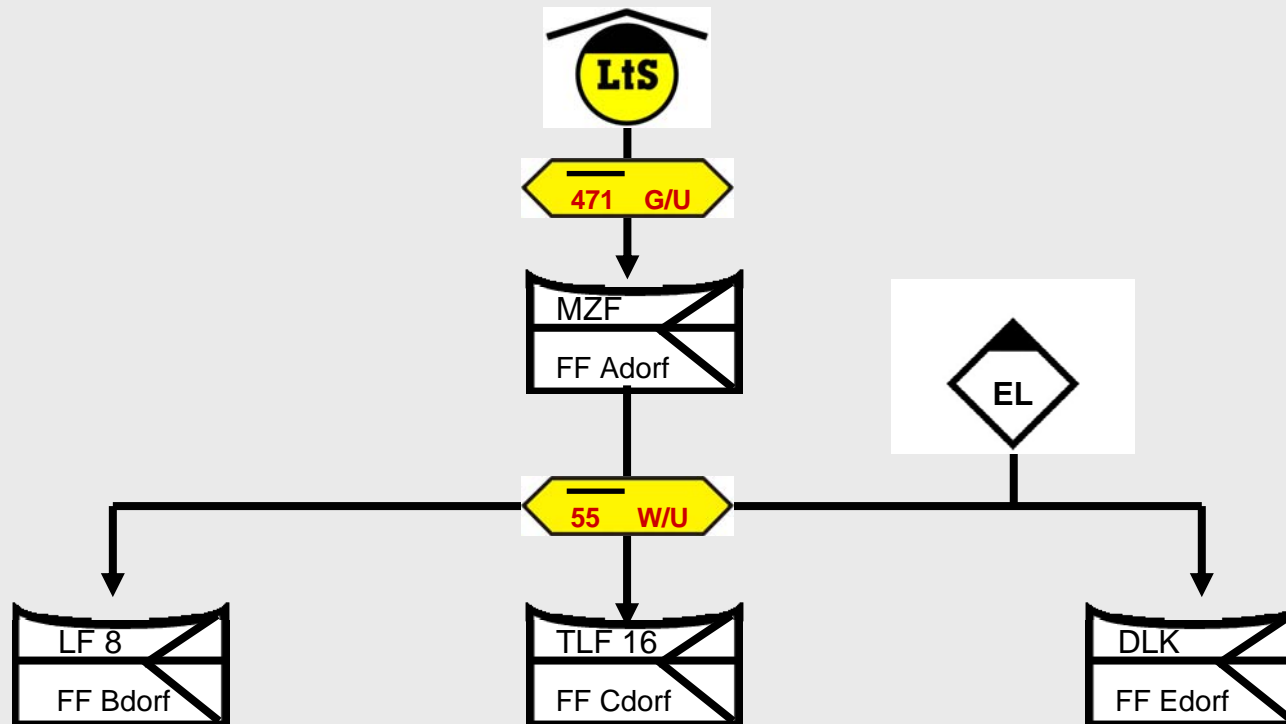 LtS
471 G/U
MZF
FF Adorf
EL
55 W/U
LF 8
FF Bdorf
TLF 16
FF Cdorf
DLK
FF Edorf